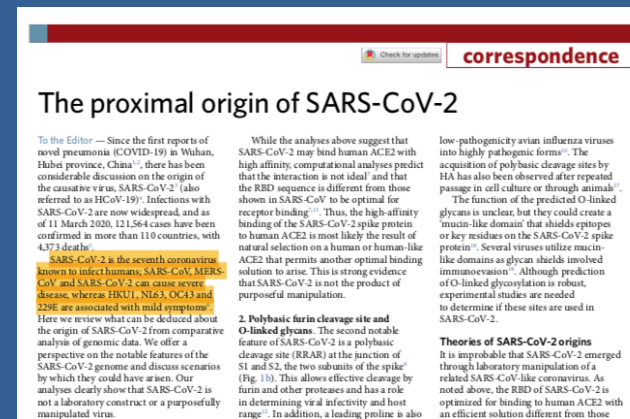 Check for updates
correspondence
The proximal origin of SARS-CoV-2
To the Editor — Since the first reports of
novel pneumonia (COVID-19) in Wuhan,
Hubei province, China1,2, there has been
considerable discussion on the origin of
the causative virus, SARS-CoV-23 (also
referred to as HCoV-19)4. Infections with
SARS-CoV-2 are now widespread, and as
of 11 March 2020, 121,564 cases have been
confirmed in more than 110 countries, with
4,373 deaths5.
SARS-CoV-2 is the seventh coronavirus
known to infect humans; SARS-CoV, MERS-
CoV and SARS-CoV-2 can cause severe
disease, whereas HKU1, NL63, OC43 and
229E are associated with mild symptoms6.
Here we review what can be deduced about
the origin of SARS-CoV-2 from comparative
analysis of genomic data. We offer a
perspective on the notable features of the
SARS-CoV-2 genome and discuss scenarios
by which they could have arisen. Our
analyses clearly show that SARS-CoV-2 is
not a laboratory construct or a purposefully
manipulated virus.
While the analyses above suggest that
SARS-CoV-2 may bind human ACE2 with
high affinity, computational analyses predict
that the interaction is not ideal7 and that
the RBD sequence is different from those
shown in SARS-CoV to be optimal for
receptor binding7,11. Thus, the high-affinity
binding of the SARS-CoV-2 spike protein
to human ACE2 is most likely the result of
natural selection on a human or human-like
ACE2 that permits another optimal binding
solution to arise. This is strong evidence
that SARS-CoV-2 is not the product of
purposeful manipulation.
2. Polybasic furin cleavage site and
O-linked glycans. The second notable
feature of SARS-CoV-2 is a polybasic
cleavage site (RRAR) at the junction of
S1 and S2, the two subunits of the spike8
(Fig. 1b). This allows effective cleavage by
furin and other proteases and has a role
in determining viral infectivity and host
range12. In addition, a leading proline is also
low-pathogenicity avian influenza viruses
into highly pathogenic forms16. The
acquisition of polybasic cleavage sites by
HA has also been observed after repeated
passage in cell culture or through animals17.
The function of the predicted O-linked
glycans is unclear, but they could create a
'mucin-like domain' that shields epitopes
or key residues on the SARS-CoV-2 spike
protein18. Several viruses utilize mucin-
like domains as glycan shields involved
immunoevasion18. Although prediction
of O-linked glycosylation is robust,
experimental studies are needed
to determine if these sites are used in
SARS-CoV-2.
Theories of SARS-CoV-2 origins
It is improbable that SARS-CoV-2 emerged
through laboratory manipulation of a
related SARS-CoV-like coronavirus. As
noted above, the RBD of SARS-CoV-2 is
optimized for binding to human ACE2 with
an efficient solution different from those